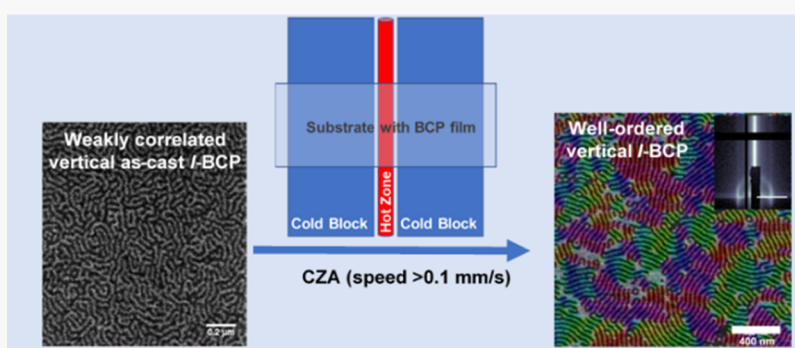 Weakly correlated
vertical as-cast l-BCP
0.2 μm
Substrate with BCP film
Cold Block
Hot Zone
Cold Block
CZA (speed >0.1 mm/s)
Well-ordered
vertical l-BCP
400 nm